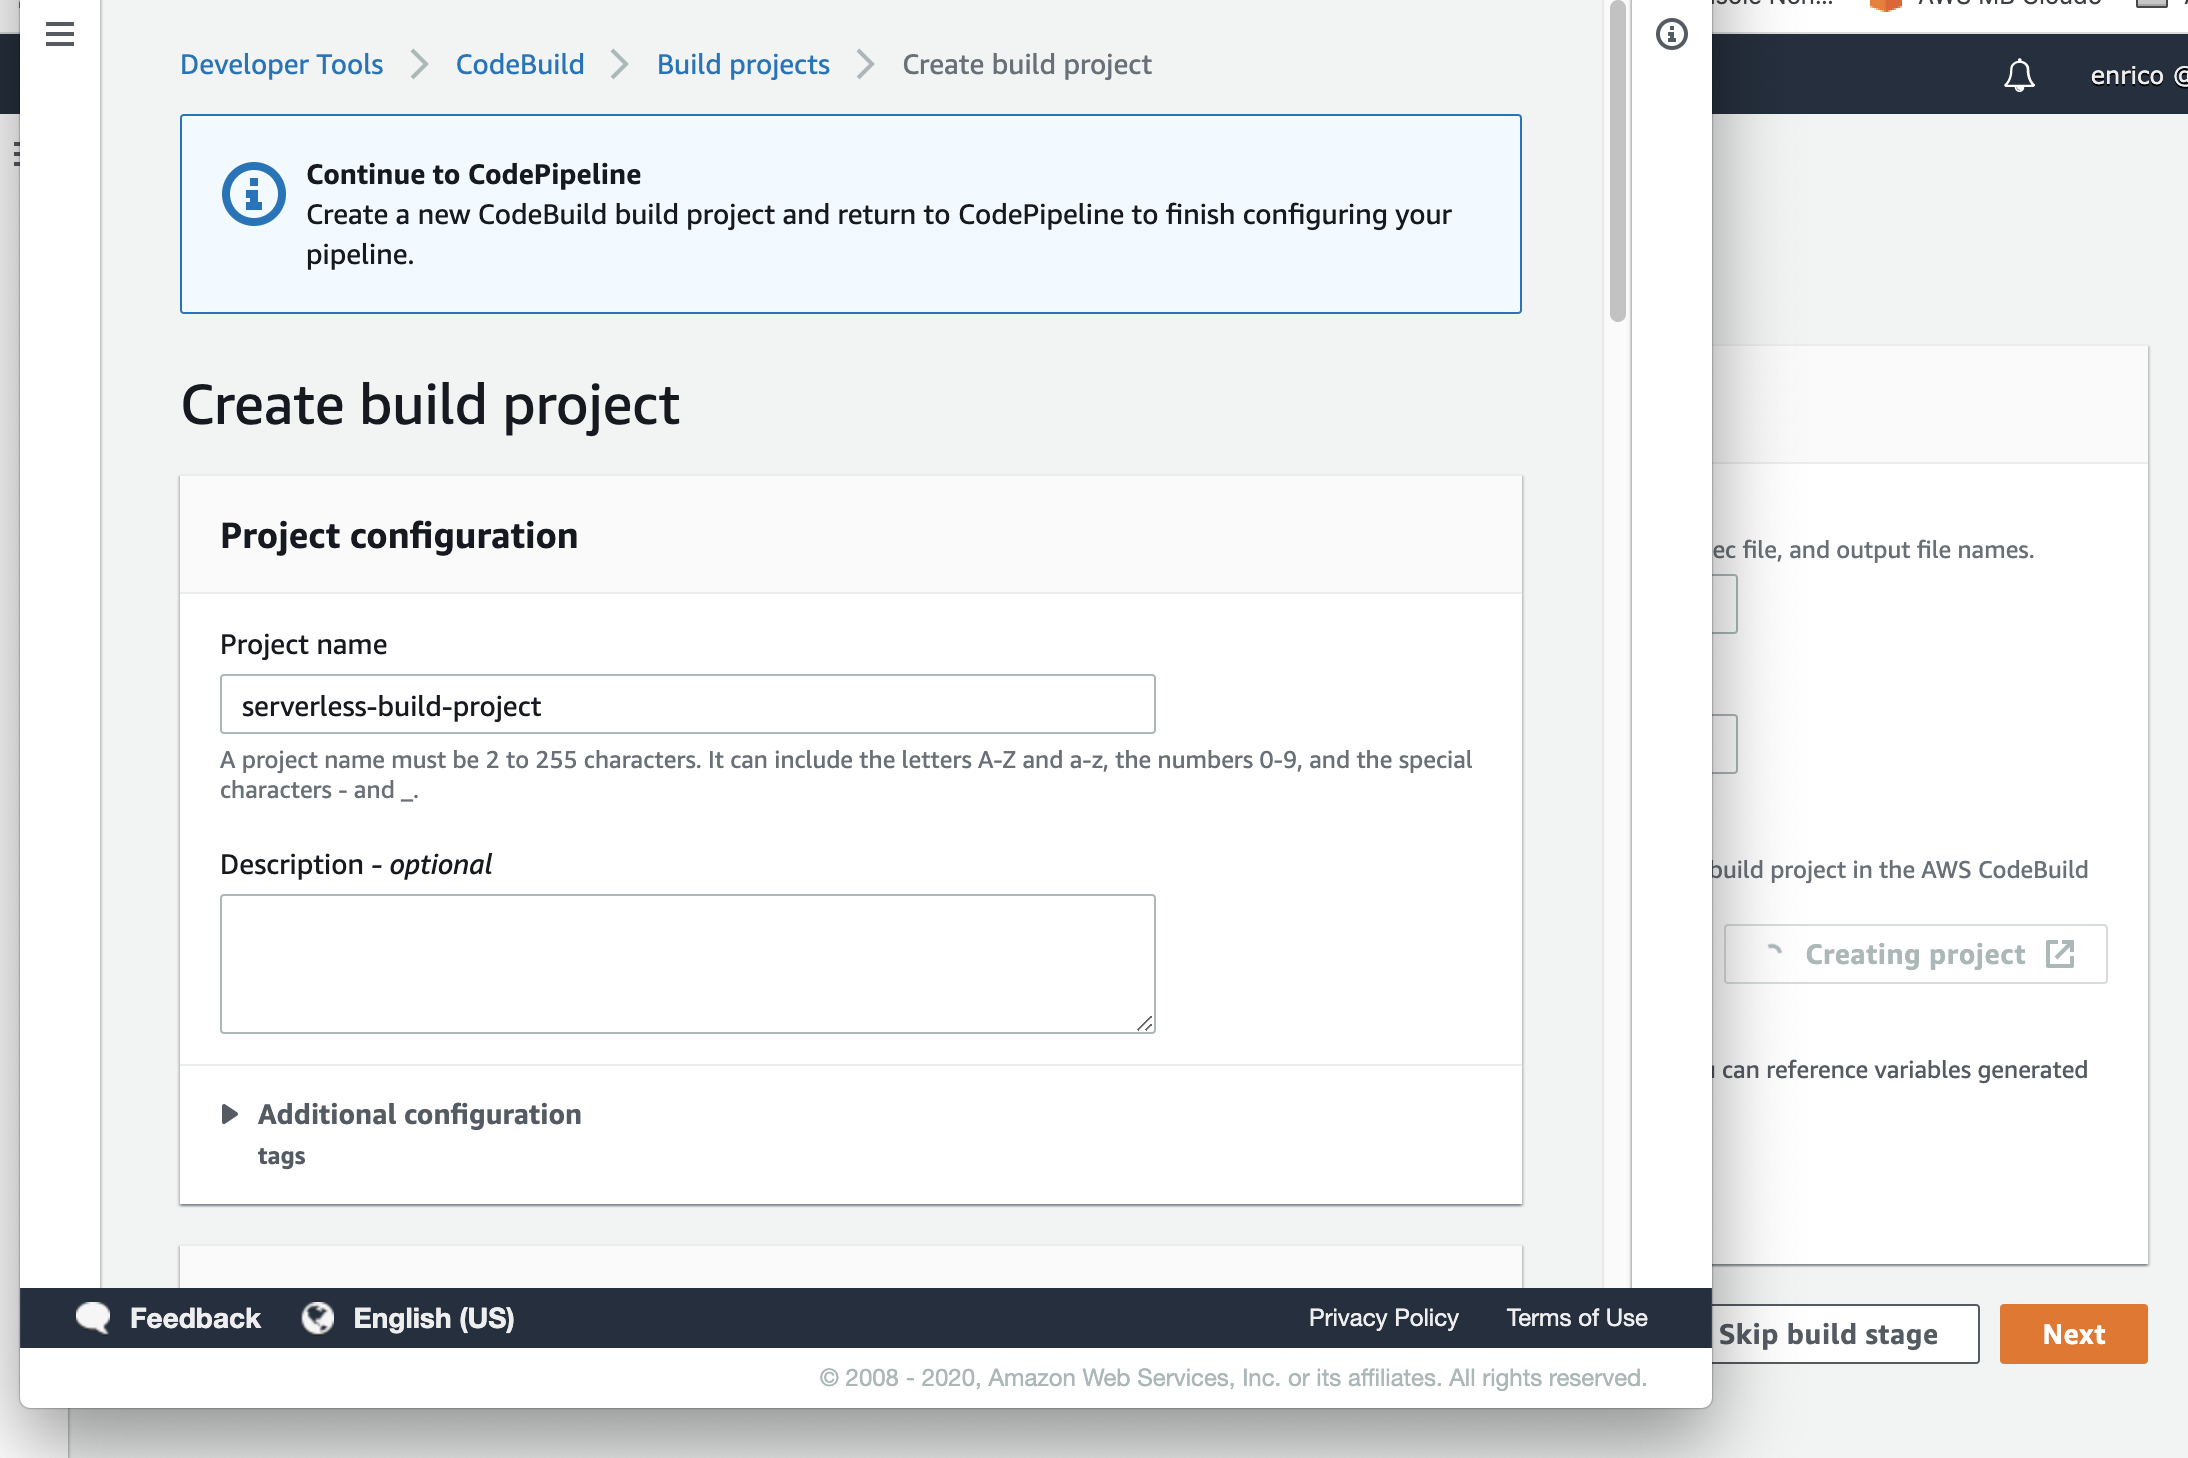 Developer Tools > CodeBuild > Build projects > Create build project
Continue to CodePipeline
Create a new CodeBuild build project and return to CodePipeline to finish configuring your
pipeline.
Create build project
Project configuration
Project name
serverless-build-project
A project name must be 2 to 255 characters. It can include the letters A-Z and a-z, the numbers 0-9, and the special
characters - and _.
Description - optional
Additional configuration
tags
Feedback
English (US)
Privacy Policy
Terms of Use
© 2008 - 2020, Amazon Web Services, Inc. or its affiliates. All rights reserved.
enrico @
file, and output file names.
build project in the AWS CodeBuild
Creating project
can reference variables generated
Skip build stage
Next